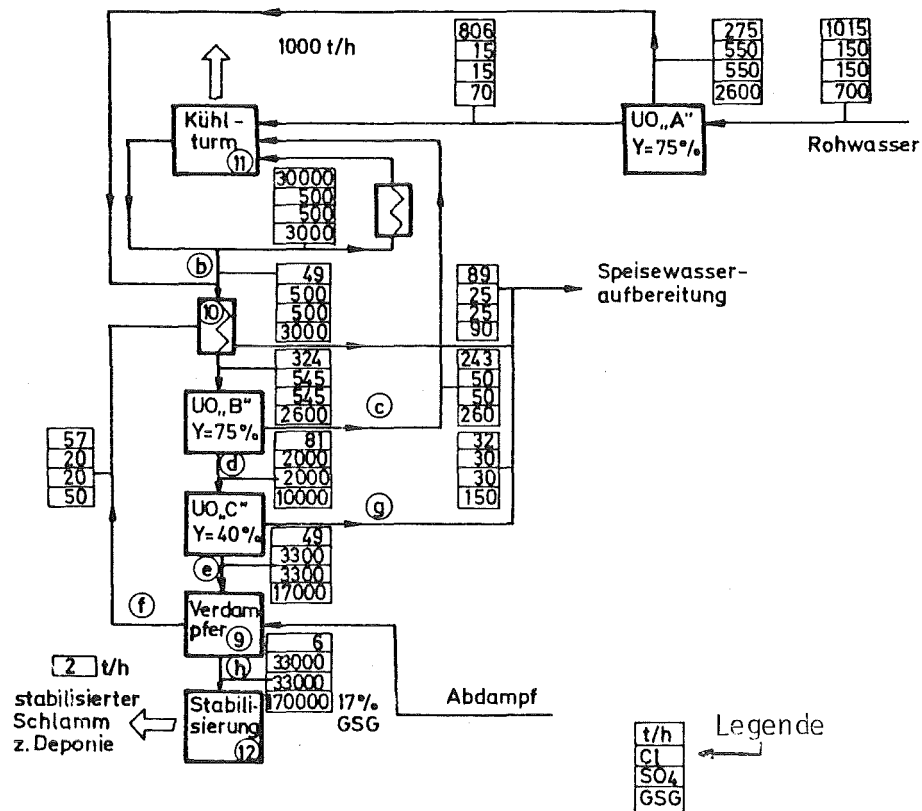 1000 t/h
806
15
15
70
275
550
550
2600
1015
150
150
700
Kühl-
turm
11
UO„A“
Y=75%
Rohwasser
30000
500
500
3000
b
49
500
500
3000
89
25
25
90
Speisewasser-
aufbereitung
10
324
545
545
2600
243
50
50
260
UO„B“
Y=75%
c
57
20
20
50
81
2000
2000
10000
32
30
30
150
d
UO„C“
Y=40%
g
49
3300
3300
17000
e
f
Verdam-
pfer
9
6
33000
33000
170000
17%
GSG
h
Abdampf
2 t/h
stabilisierter
Schlamm
z. Deponie
Stabili-
sierung
12
t/h
Cl
SO4
GSG
Legende